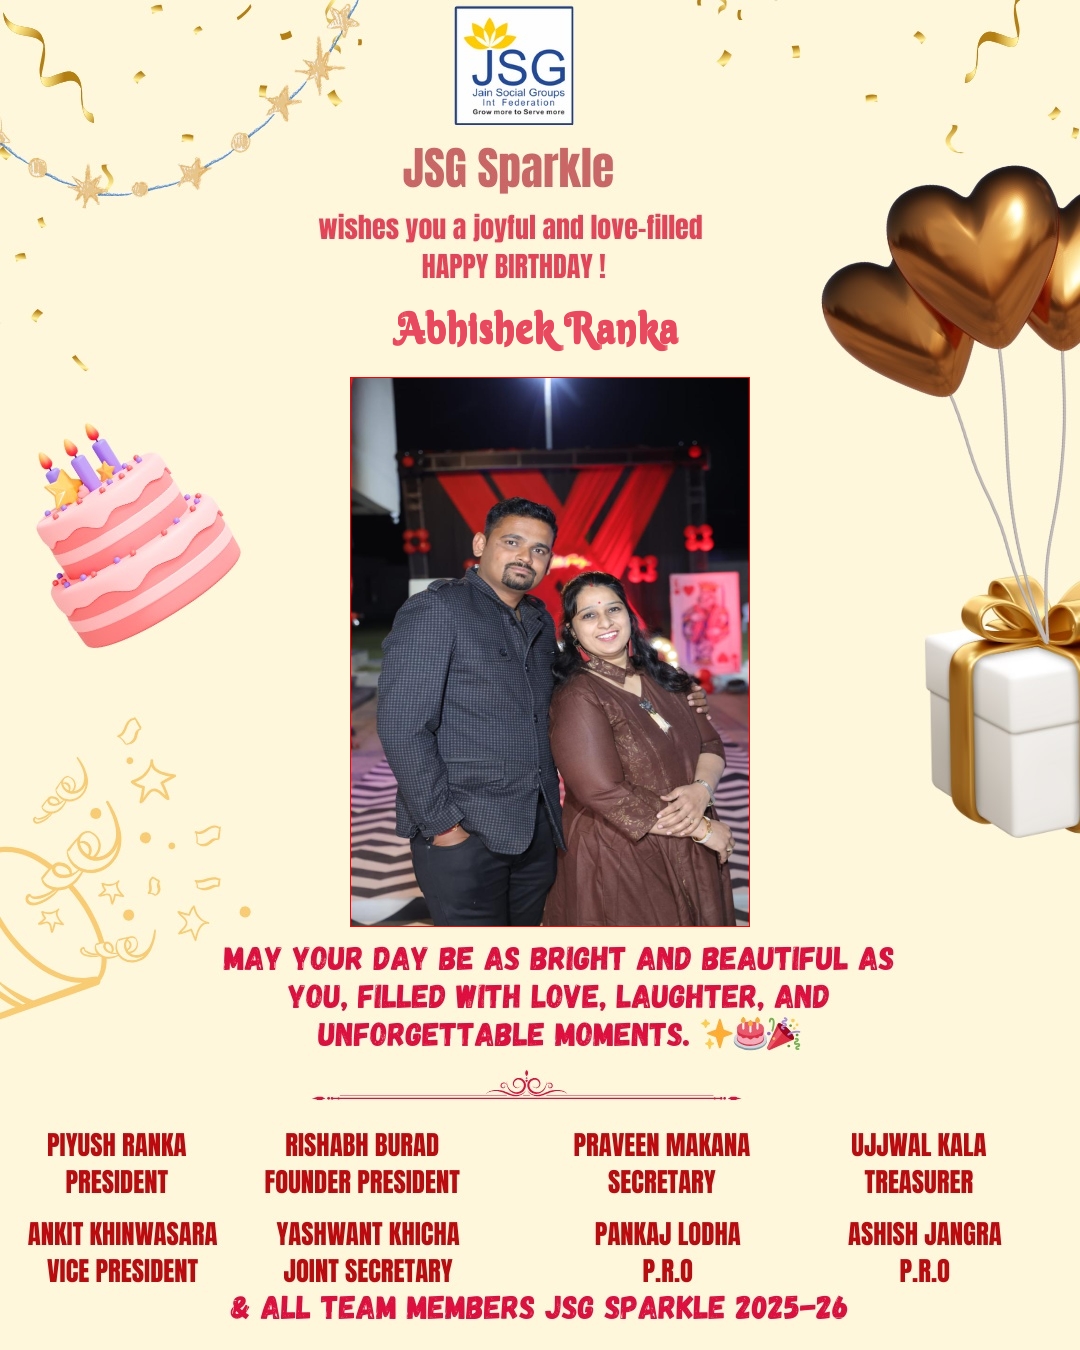 JSG
Jain Social Groups
Int Federation
Grow more to Serve more
JSG Sparkle
wishes you a joyful and love-filled
HAPPY BIRTHDAY !
Abhishek Ranka
MAY YOUR DAY BE AS BRIGHT AND BEAUTIFUL AS
YOU, FILLED WITH LOVE, LAUGHTER, AND
UNFORGETTABLE MOMENTS. ✨🎂🎉
PIYUSH RANKA
PRESIDENT
RISHABH BURAD
FOUNDER PRESIDENT
PRAVEEN MAKANA
SECRETARY
UJJWAL KALA
TREASURER
ANKIT KHINWASARA
VICE PRESIDENT
YASHWANT KHICHA
JOINT SECRETARY
PANKAJ LODHA
P.R.O
ASHISH JANGRA
P.R.O
& ALL TEAM MEMBERS JSG SPARKLE 2025-26